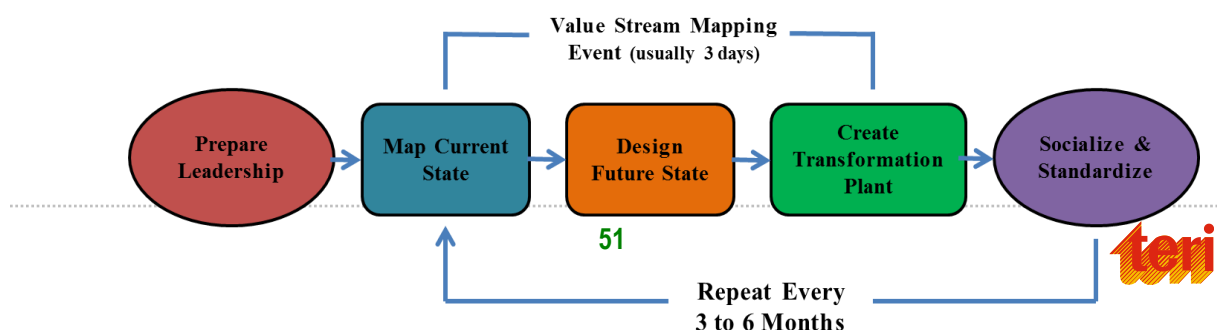 Value Stream Mapping
Event (usually 3 days)
Prepare
Leadership
Map Current
State
Design
Future State
Create
Transformation
Plant
Socialize &
Standardize
51
teri
Repeat Every
3 to 6 Months